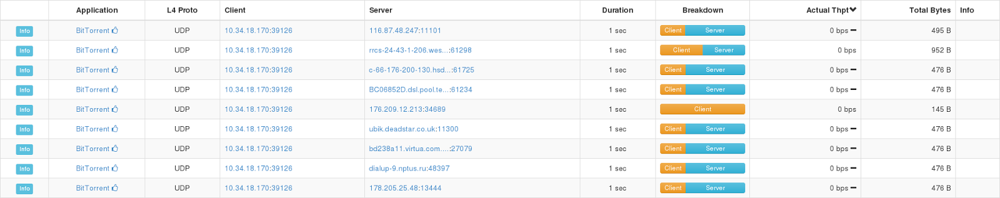 Application L4 Proto Client Server Duration Breakdown Actual Thpt Total Bytes Info
Info BitTorrent UDP 10.34.18.170:39126 116.87.48.247:11101 1 sec Client Server 0 bps 495 B
Info BitTorrent UDP 10.34.18.170:39126 rrcs-24-43-1-206.wes...:61298 1 sec Client Server 0 bps 952 B
Info BitTorrent UDP 10.34.18.170:39126 c-66-176-200-130.hsd...:61725 1 sec Client Server 0 bps 476 B
Info BitTorrent UDP 10.34.18.170:39126 BC06852D.dsl.pool.te...:61234 1 sec Client Server 0 bps 476 B
Info BitTorrent UDP 10.34.18.170:39126 176.209.12.213:34689 1 sec Client 0 bps 145 B
Info BitTorrent UDP 10.34.18.170:39126 ubik.deadstar.co.uk:11300 1 sec Client Server 0 bps 476 B
Info BitTorrent UDP 10.34.18.170:39126 bd238a11.virtua.com....:27079 1 sec Client Server 0 bps 476 B
Info BitTorrent UDP 10.34.18.170:39126 dialup-9.nptus.ru:48397 1 sec Client Server 0 bps 476 B
Info BitTorrent UDP 10.34.18.170:39126 178.205.25.48:13444 1 sec Client Server 0 bps 476 B